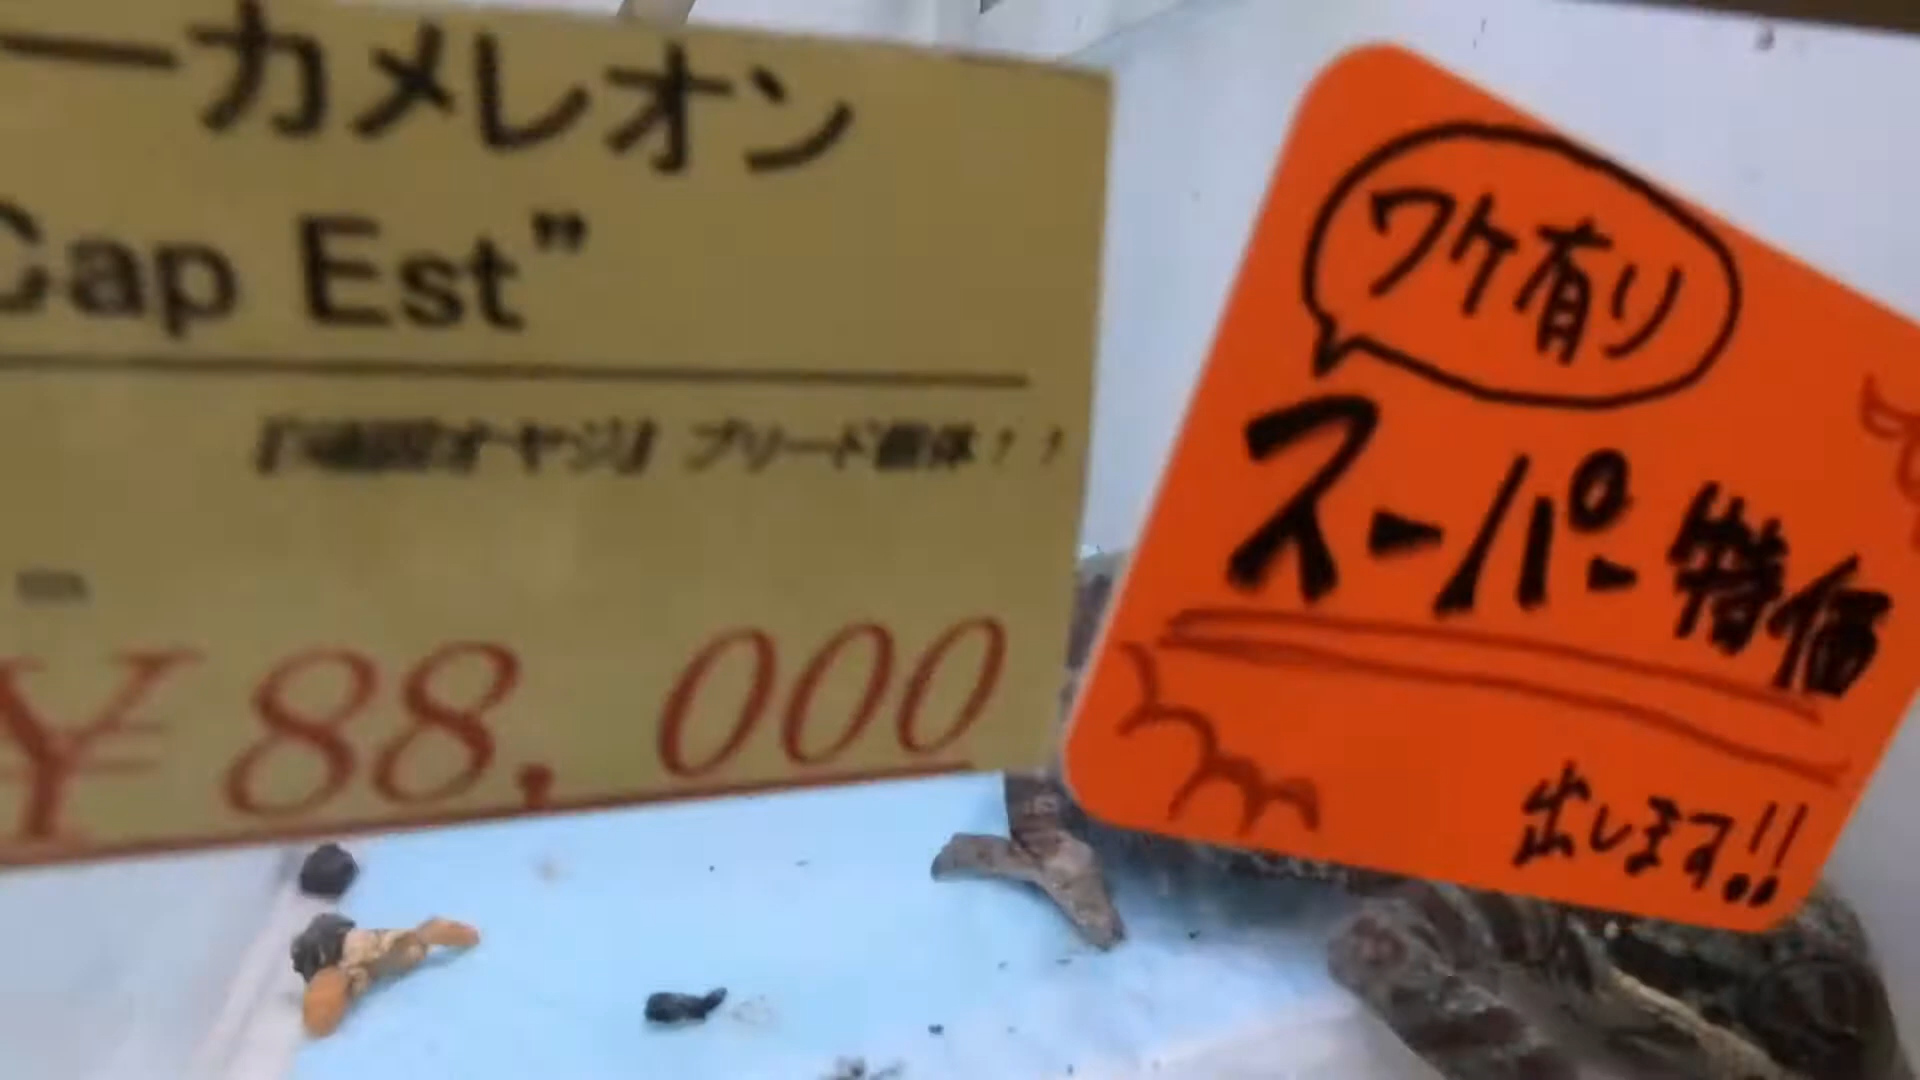 ーカメレオン
Cap Est”
ブリード個体！！
￥88,000
ワケ有り
スーパー特価
出します!!